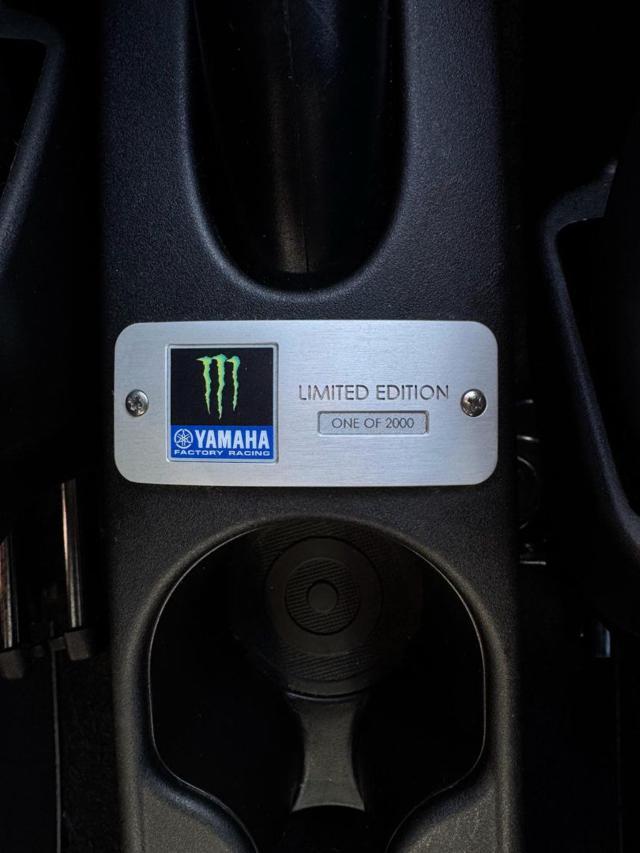 YAMAHA
FACTORY RACING
LIMITED EDITION
ONE OF 2000